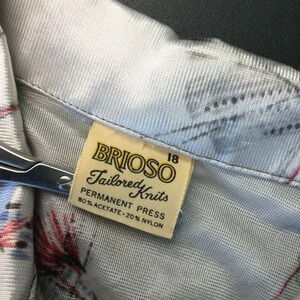 18
BRIOSO
Tailored Knits
PERMANENT PRESS
80% ACETATE - 20% NYLON